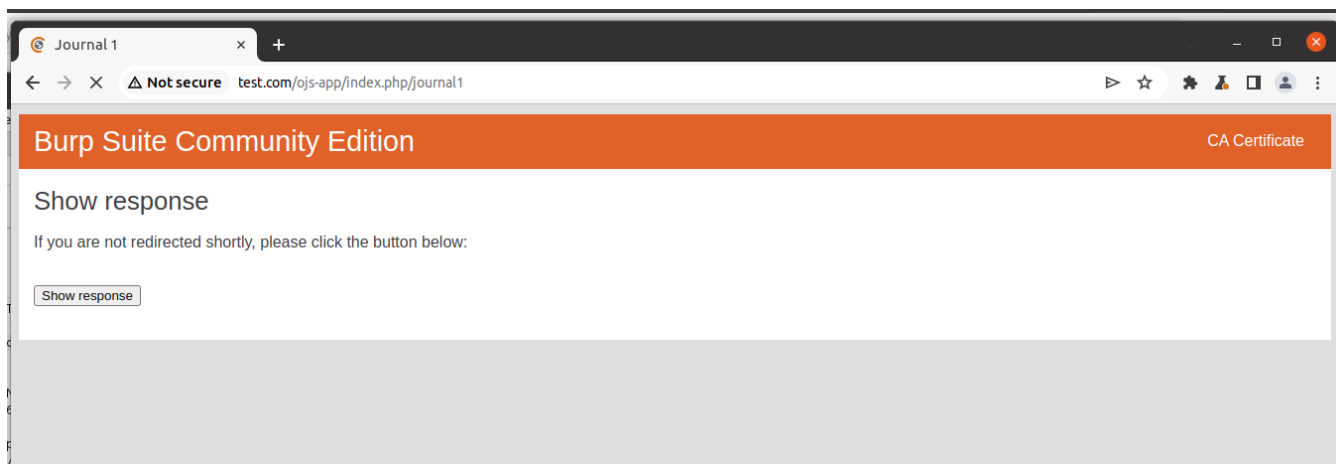 Journal 1
Not secure test.com/ojs-app/index.php/journal1
Burp Suite Community Edition CA Certificate
Show response
If you are not redirected shortly, please click the button below:
Show response